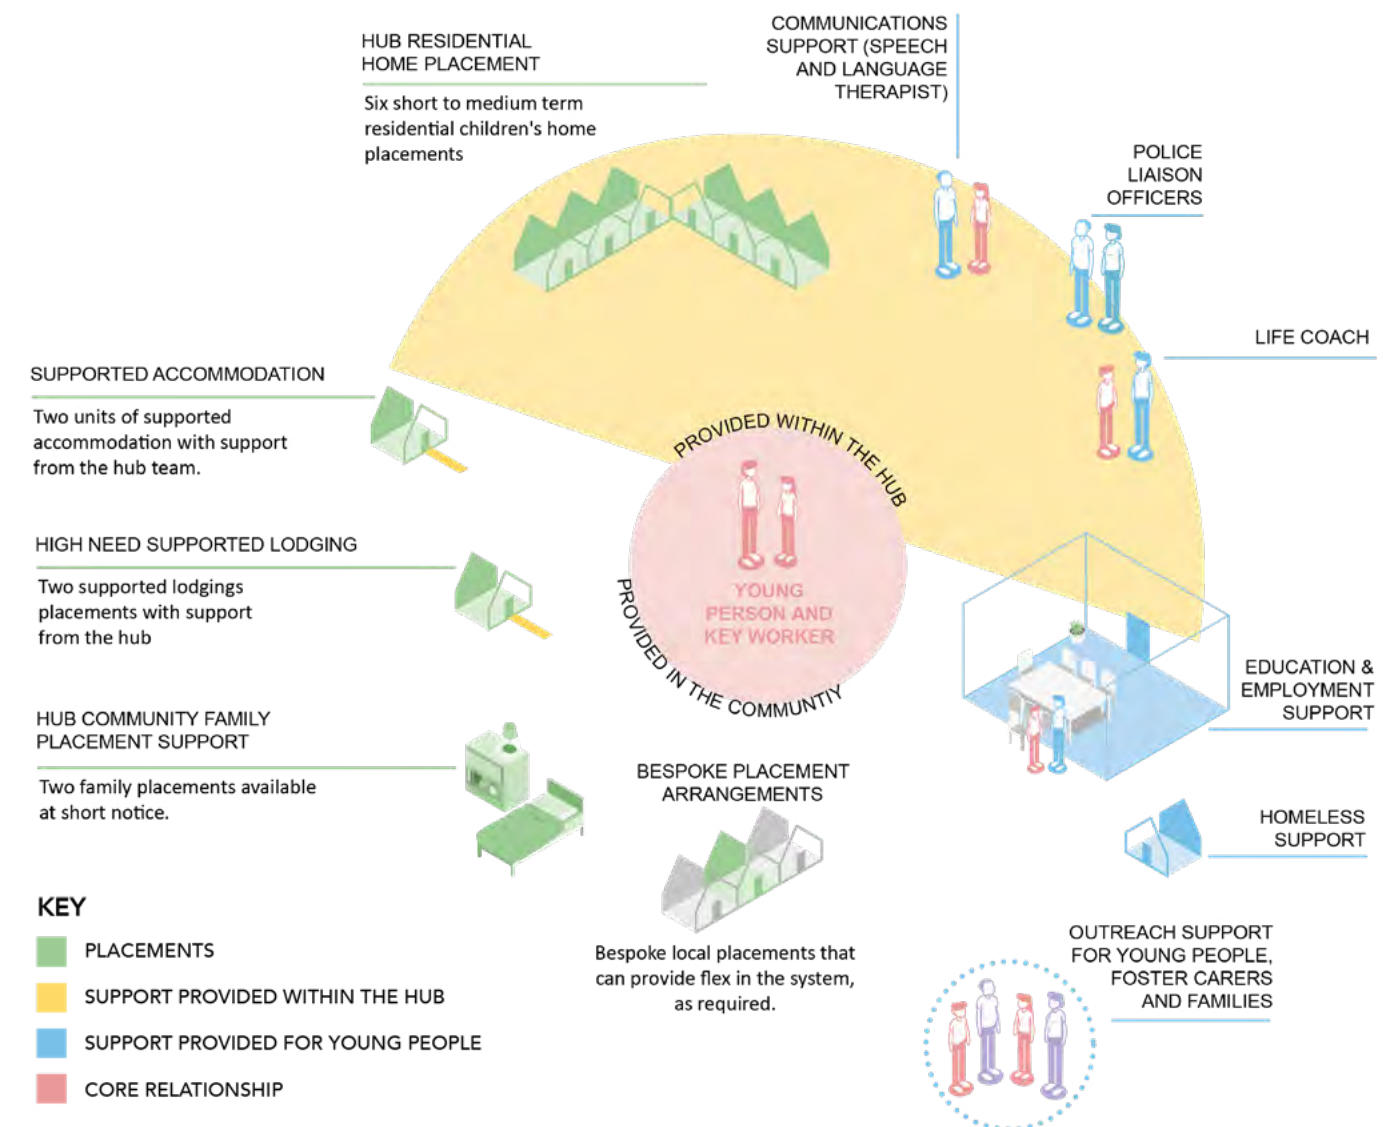 HUB RESIDENTIAL
HOME PLACEMENT
Six short to medium term
residential children's home
placements
COMMUNICATIONS
SUPPORT (SPEECH
AND LANGUAGE
THERAPIST)
POLICE
LIAISON
OFFICERS
LIFE COACH
SUPPORTED ACCOMMODATION
Two units of supported
accommodation with support
from the hub team.
PROVIDED WITHIN THE HUB
YOUNG
PERSON AND
KEY WORKER
PROVIDED IN THE COMMUNTIY
HIGH NEED SUPPORTED LODGING
Two supported lodgings
placements with support
from the hub
EDUCATION &
EMPLOYMENT
SUPPORT
HUB COMMUNITY FAMILY
PLACEMENT SUPPORT
Two family placements available
at short notice.
BESPOKE PLACEMENT
ARRANGEMENTS
Bespoke local placements that
can provide flex in the system,
as required.
HOMELESS
SUPPORT
OUTREACH SUPPORT
FOR YOUNG PEOPLE,
FOSTER CARERS
AND FAMILIES
KEY
PLACEMENTS
SUPPORT PROVIDED WITHIN THE HUB
SUPPORT PROVIDED FOR YOUNG PEOPLE
CORE RELATIONSHIP